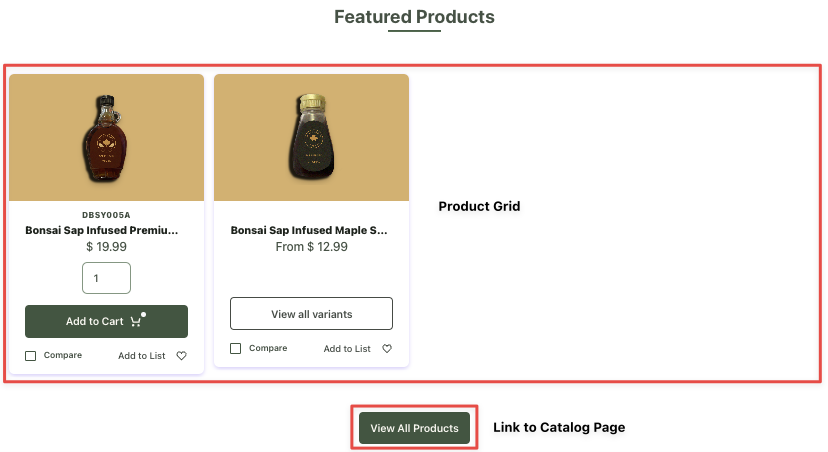 Featured Products
DBSY005A
Bonsai Sap Infused Premiu...
$ 19.99
1
Add to Cart
Compare
Add to List
Bonsai Sap Infused Maple S...
From $ 12.99
View all variants
Compare
Add to List
Product Grid
View All Products
Link to Catalog Page